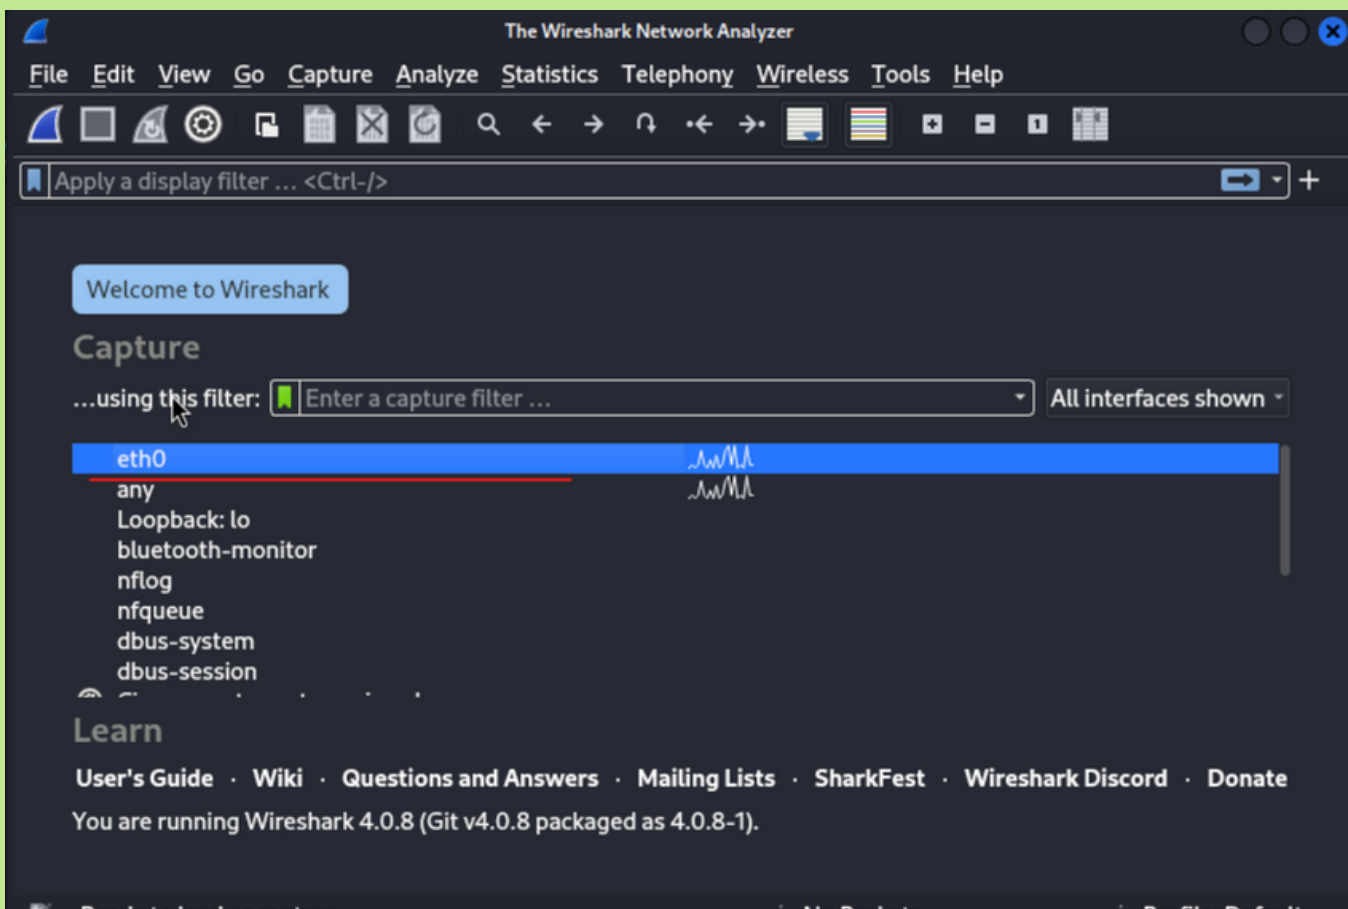 The Wireshark Network Analyzer
File Edit View Go Capture Analyze Statistics Telephony Wireless Tools Help
1
Apply a display filter ... <Ctrl-/>
Welcome to Wireshark
Capture
...using this filter: Enter a capture filter ... All interfaces shown
eth0
any
Loopback: lo
bluetooth-monitor
nflog
nfqueue
dbus-system
dbus-session
Learn
User's Guide · Wiki · Questions and Answers · Mailing Lists · SharkFest · Wireshark Discord · Donate
You are running Wireshark 4.0.8 (Git v4.0.8 packaged as 4.0.8-1).